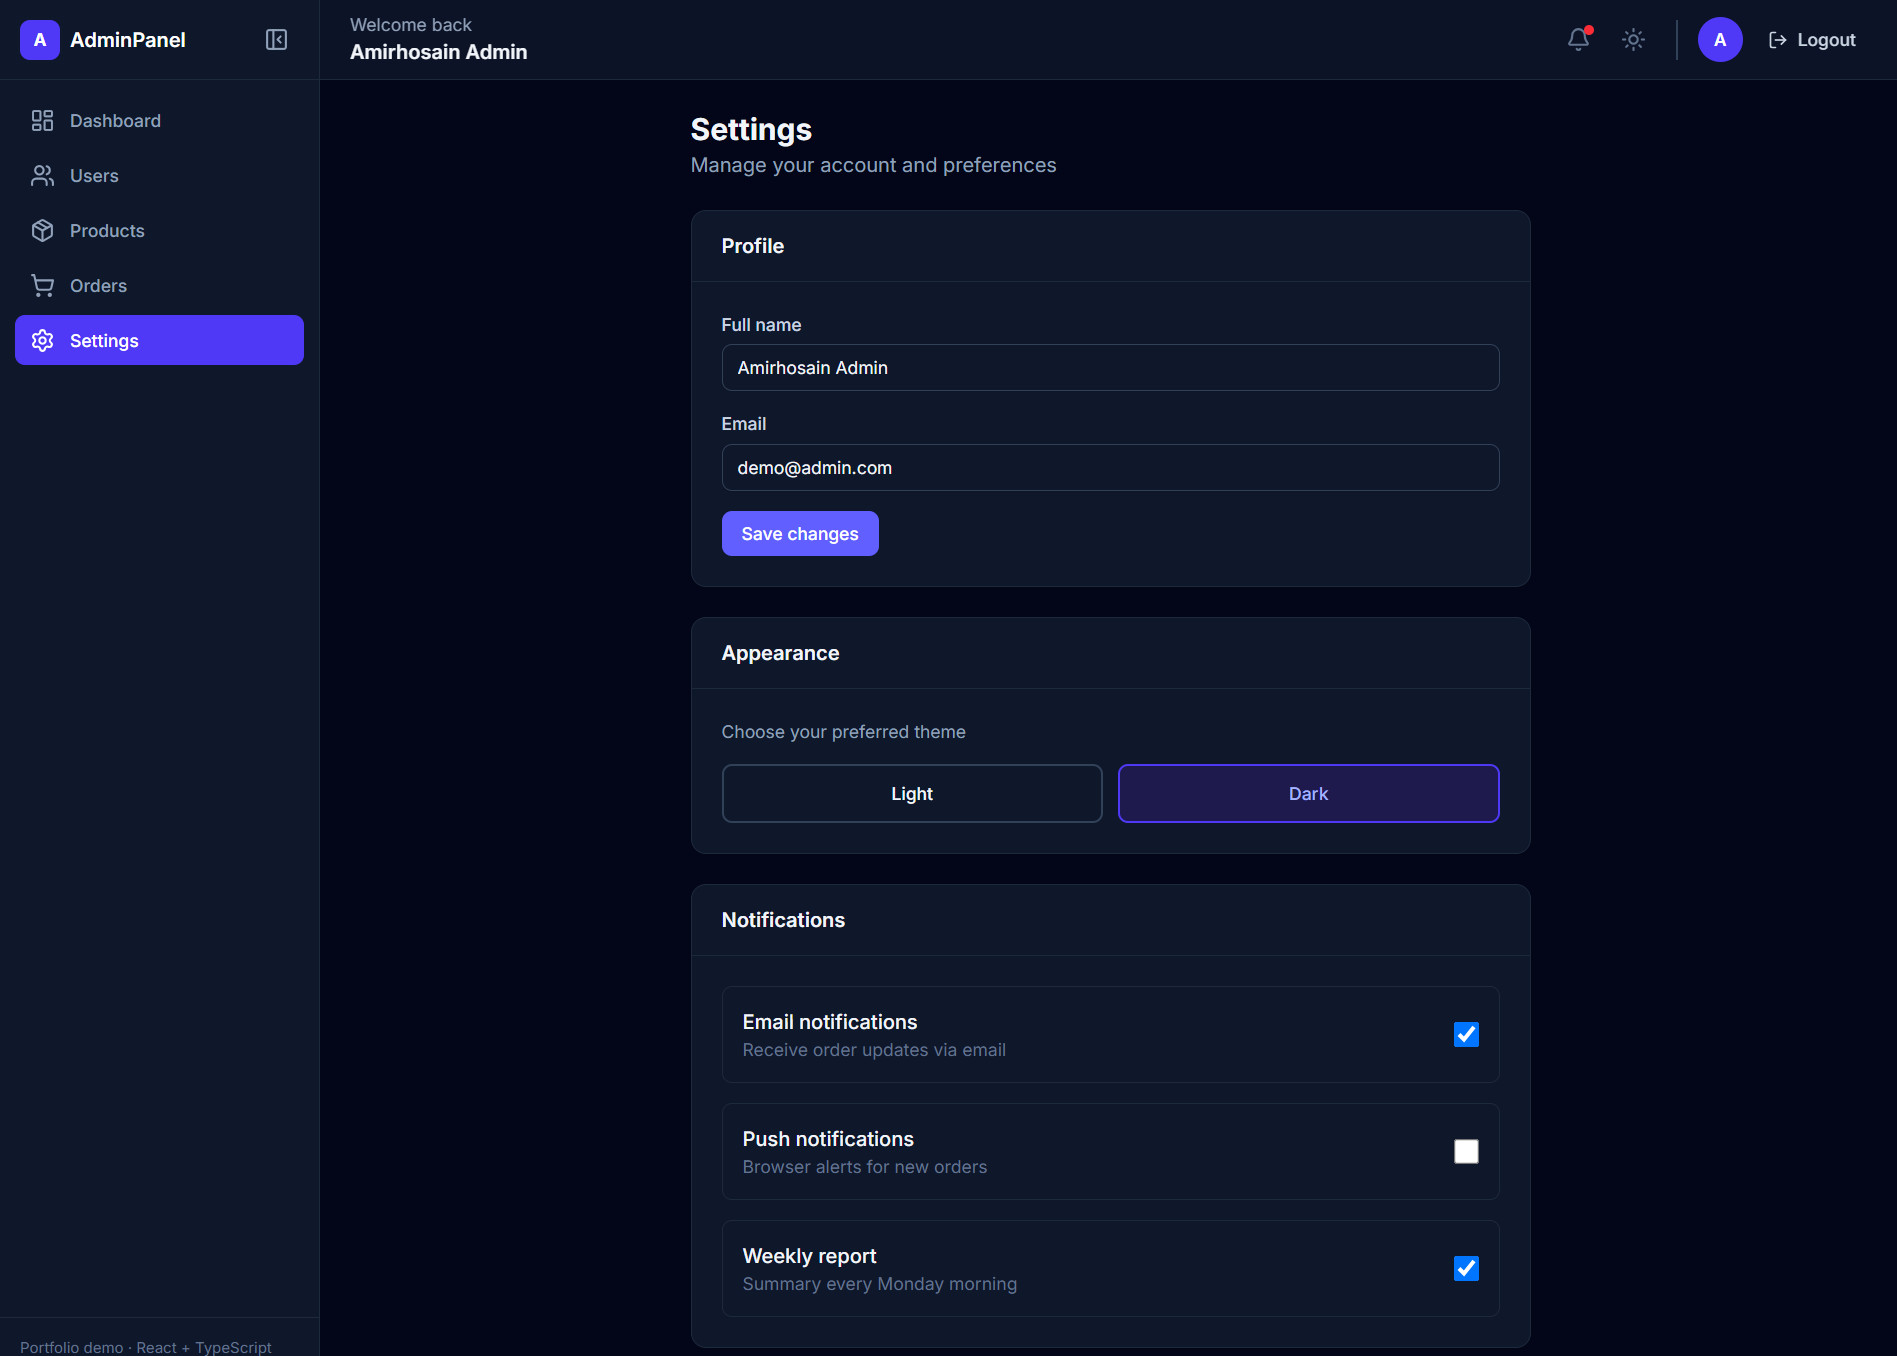 A AdminPanel
Welcome back
Amirhosain Admin
A
Logout
Dashboard
Users
Products
Orders
Settings
Portfolio demo · React + TypeScript
Settings
Manage your account and preferences
Profile
Full name
Amirhosain Admin
Email
demo@admin.com
Save changes
Appearance
Choose your preferred theme
Light
Dark
Notifications
Email notifications
Receive order updates via email
Push notifications
Browser alerts for new orders
Weekly report
Summary every Monday morning